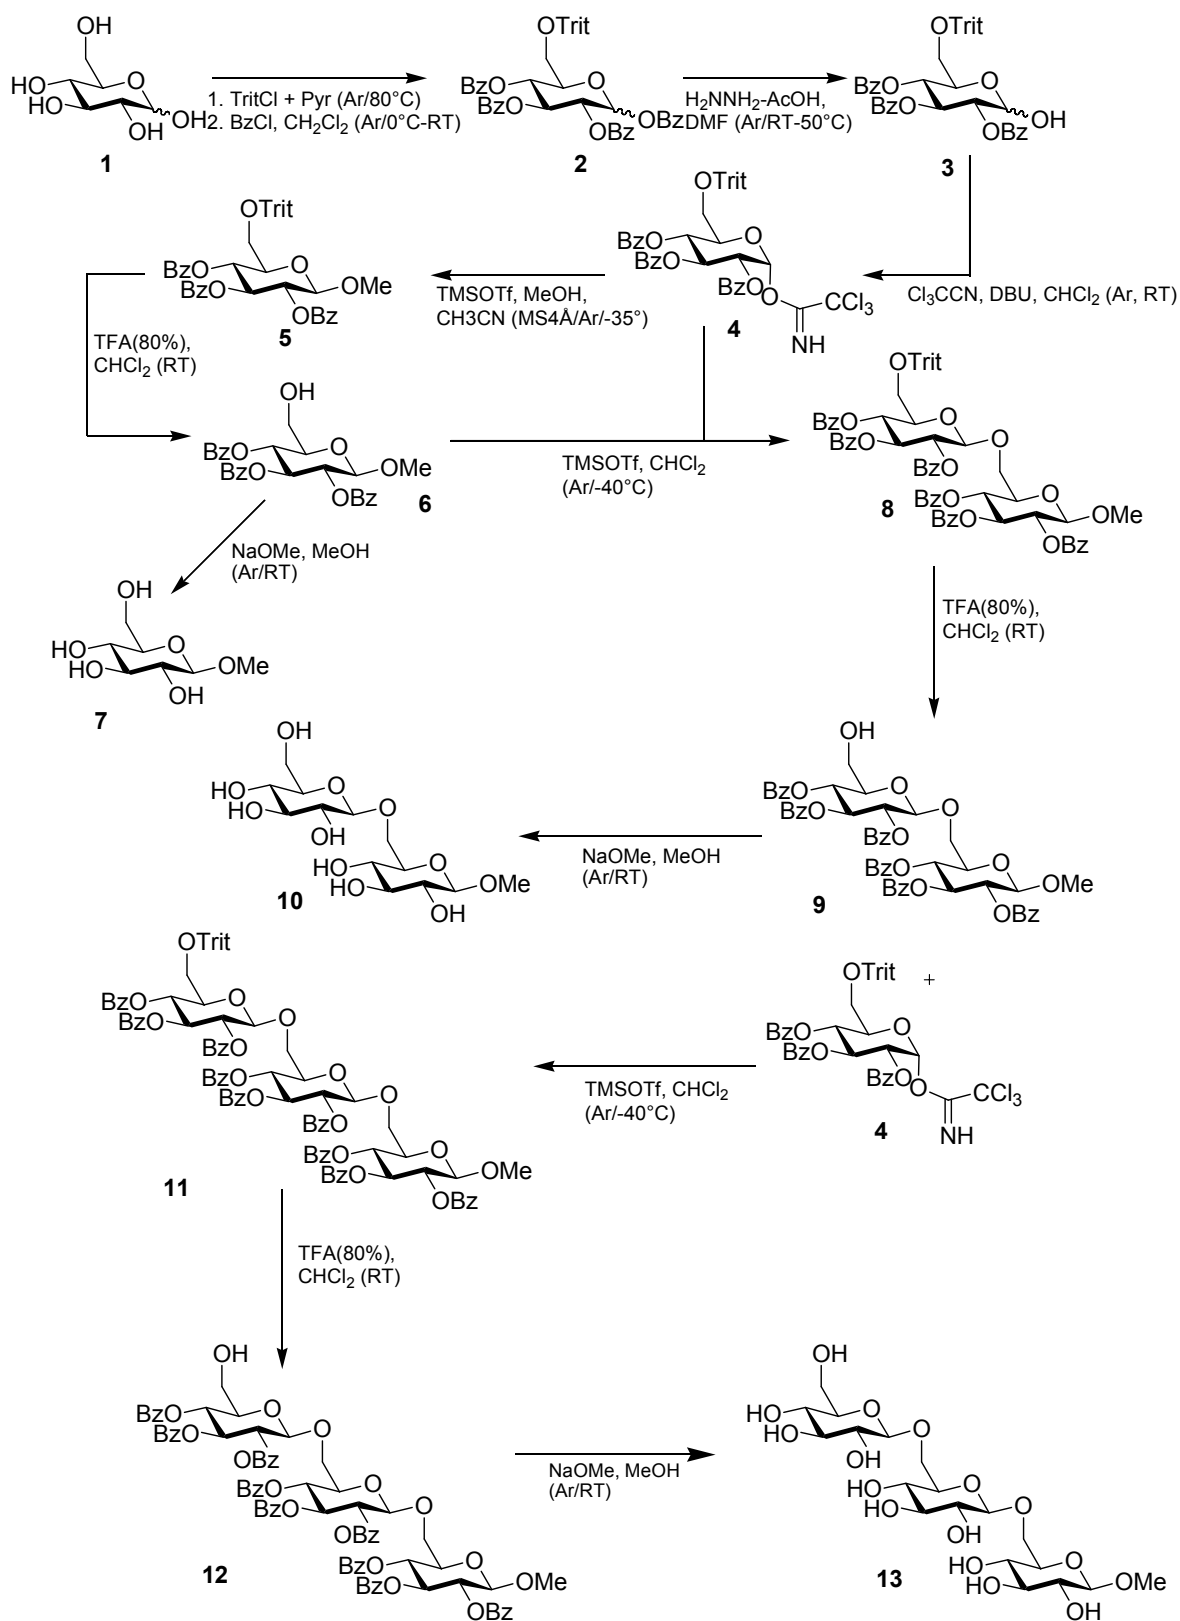 OH
O
HO
HO
OH
OH
1
1. TritCl + Pyr (Ar/80°C)
2. BzCl, CH2Cl2 (Ar/0°C-RT)
OTrit
O
BzO
BzO
OBz
OBz
2
H2NNH2-AcOH,
DMF (Ar/RT-50°C)
OTrit
O
BzO
BzO
OBz
OH
3
Cl3CCN, DBU, CHCl2 (Ar, RT)
OTrit
O
BzO
BzO
BzO
O
CCl3
NH
4
TMSOTf, MeOH,
CH3CN (MS4Å/Ar/-35°)
OTrit
O
BzO
BzO
OBz
OMe
5
TFA(80%),
CHCl2 (RT)
OH
O
BzO
BzO
OBz
OMe
6
TMSOTf, CHCl2
(Ar/-40°C)
OTrit
O
BzO
BzO
BzO
O
O
BzO
BzO
OBz
OMe
8
NaOMe, MeOH
(Ar/RT)
OH
O
HO
HO
OH
OMe
7
TFA(80%),
CHCl2 (RT)
OH
O
BzO
BzO
BzO
O
O
BzO
BzO
OBz
OMe
9
NaOMe, MeOH
(Ar/RT)
OH
O
HO
HO
OH
O
O
HO
HO
OH
OMe
10
+
OTrit
O
BzO
BzO
BzO
O
CCl3
NH
4
TMSOTf, CHCl2
(Ar/-40°C)
OTrit
O
BzO
BzO
BzO
O
O
BzO
BzO
BzO
O
O
BzO
BzO
OBz
OMe
11
TFA(80%),
CHCl2 (RT)
OH
O
BzO
BzO
OBz
O
O
BzO
BzO
OBz
O
O
BzO
BzO
OBz
OMe
12
NaOMe, MeOH
(Ar/RT)
OH
O
HO
HO
OH
O
O
HO
HO
OH
O
O
HO
HO
OH
OMe
13